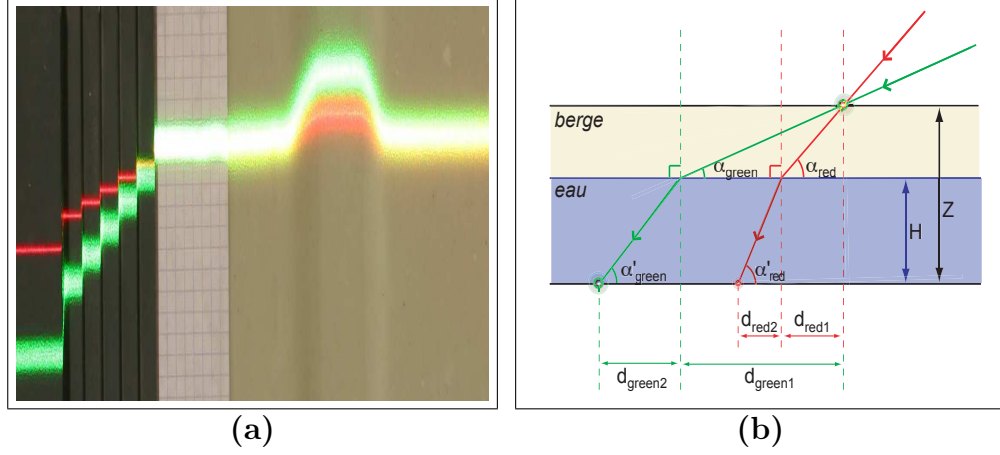 berge
α_green
α_red
eau
Z
H
α'_green
α'_red
d_red2
d_red1
d_green2
d_green1
(a)
(b)